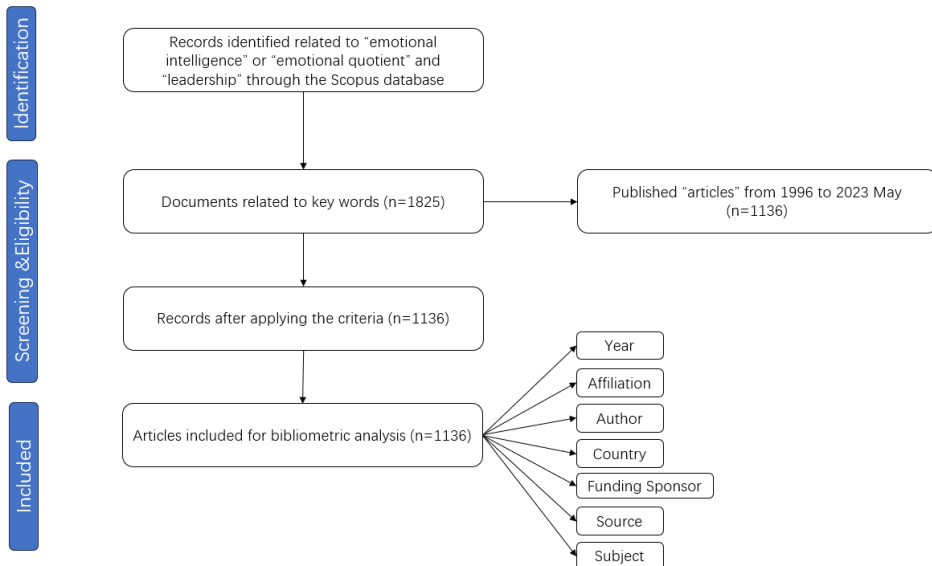 Identification
Records identified related to “emotional
intelligence” or “emotional quotient” and
“leadership” through the Scopus database
Screening &Eligibility
Documents related to key words (n=1825)
Published “articles” from 1996 to 2023 May
(n=1136)
Records after applying the criteria (n=1136)
Included
Articles included for bibliometric analysis (n=1136)
Year
Affiliation
Author
Country
Funding Sponsor
Source
Subject